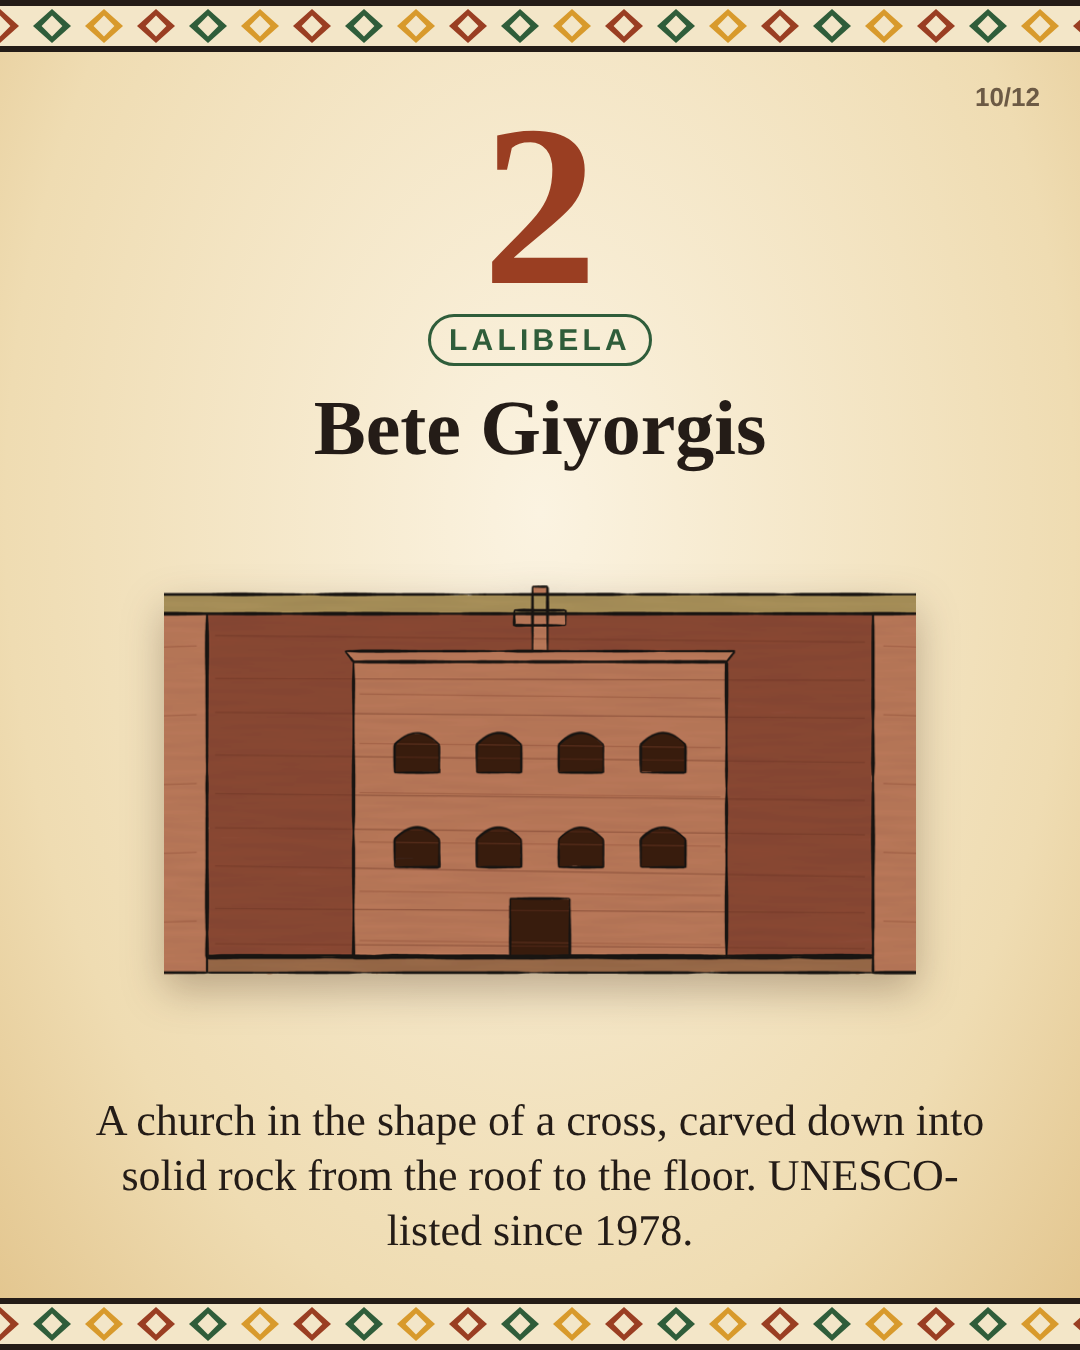 10/12
2
LALIBELA
Bete Giyorgis
A church in the shape of a cross, carved down into
solid rock from the roof to the floor. UNESCO-
listed since 1978.